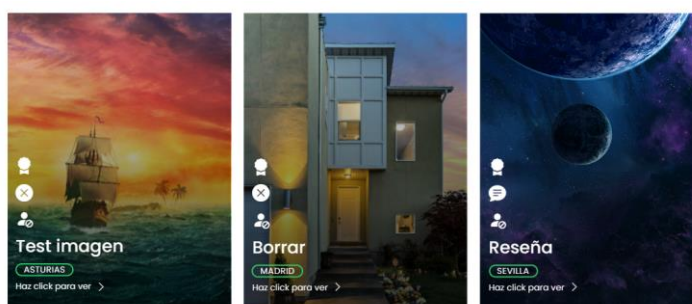 Test imagen
ASTURIAS
Haz click para ver
Borrar
MADRID
Haz click para ver
Reseña
SEVILLA
Haz click para ver